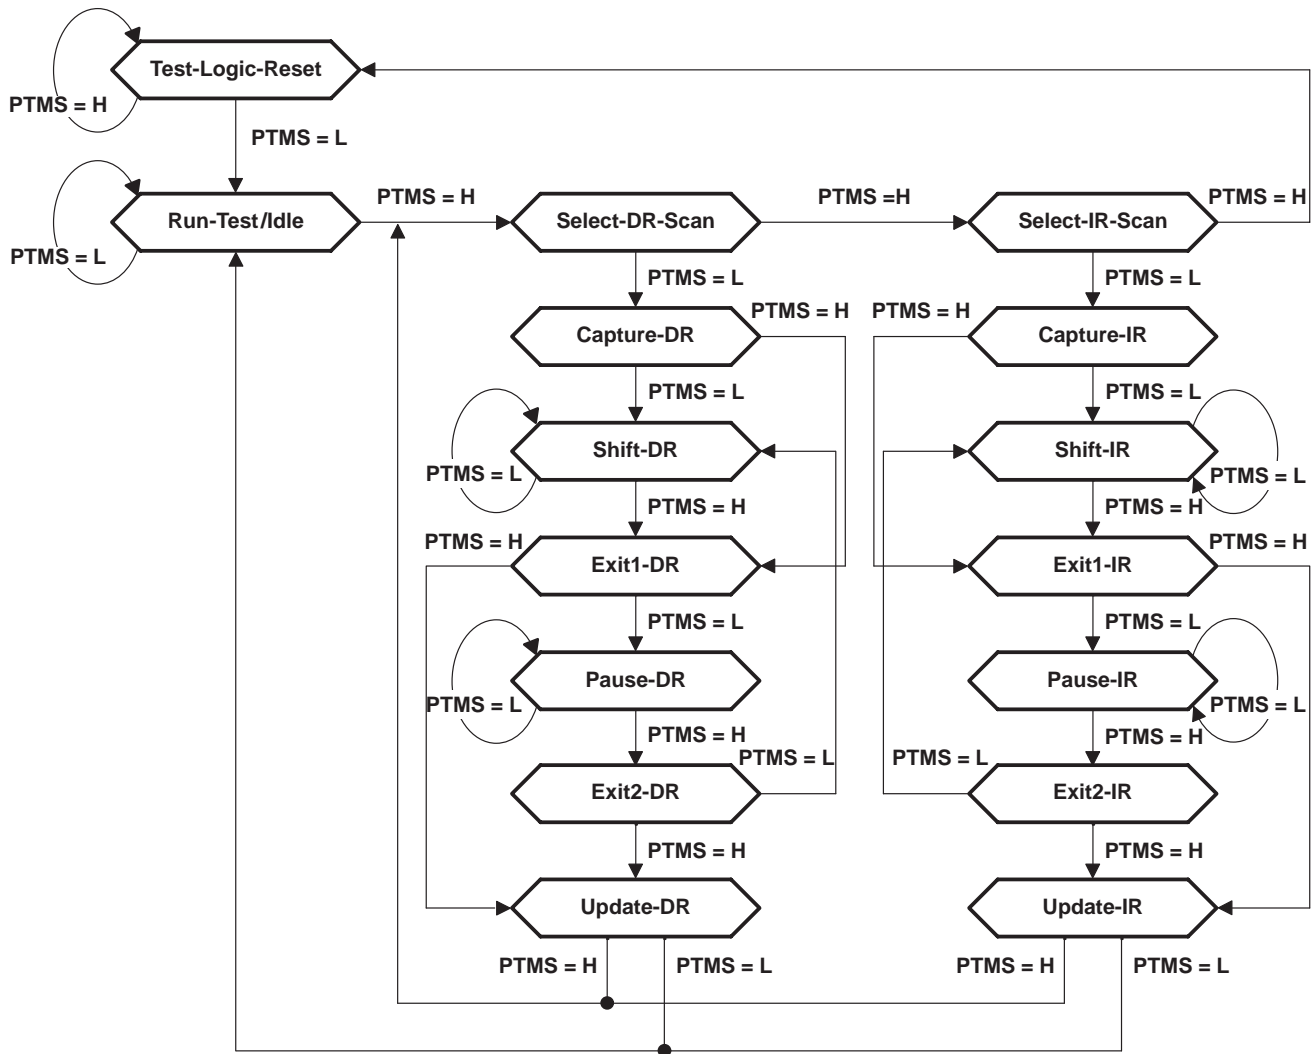 Test-Logic-Reset
PTMS = H
PTMS = L
PTMS = H
PTMS =H
PTMS = H
Run-Test/Idle
Select-DR-Scan
Select-IR-Scan
PTMS = L
PTMS = L
PTMS = L
PTMS = H
PTMS = H
Capture-DR
Capture-IR
PTMS = L
PTMS = L
Shift-DR
Shift-IR
PTMS = L
PTMS = L
PTMS = H
PTMS = H
PTMS = H
PTMS = H
Exit1-DR
Exit1-IR
PTMS = L
PTMS = L
Pause-DR
Pause-IR
PTMS = L
PTMS = L
PTMS = H
PTMS = H
PTMS = L
PTMS = L
Exit2-DR
Exit2-IR
PTMS = H
PTMS = H
Update-DR
Update-IR
PTMS = H
PTMS = L
PTMS = H
PTMS = L